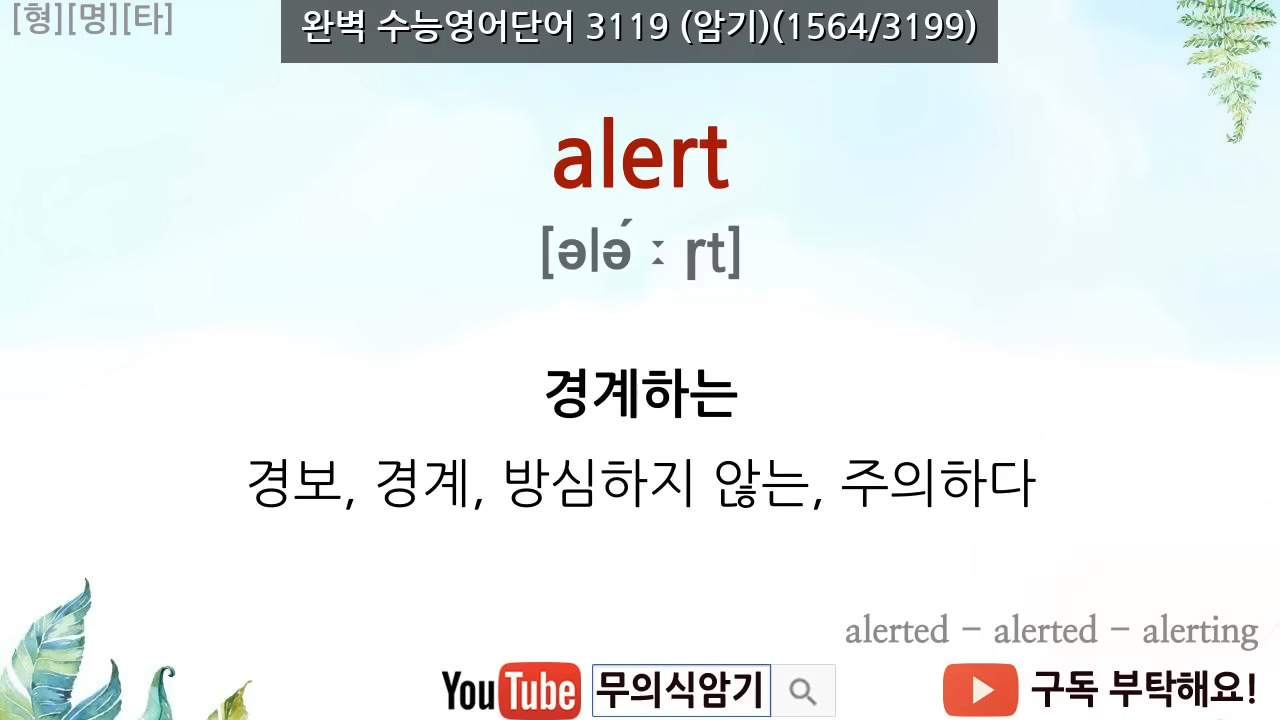 [형][명][타]
완벽 수능영어단어 3119 (암기)(1564/3199)
alert
[ələ́ːrt]
경계하는
경보, 경계, 방심하지 않는, 주의하다
alerted - alerted - alerting
YouTube 무의식암기
구독 부탁해요!